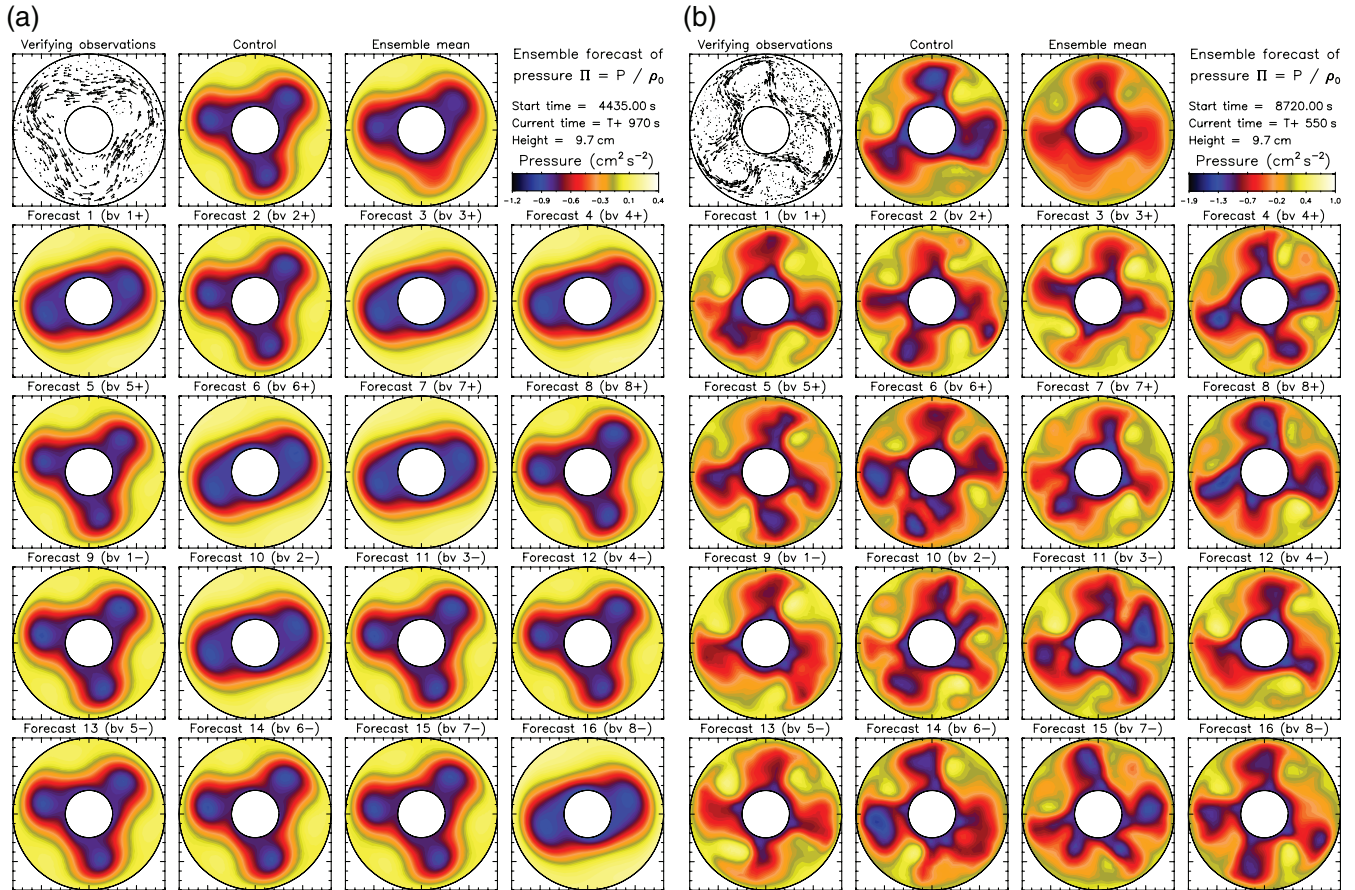 (a)
Verifying observations
Control
Ensemble mean
Ensemble forecast of
pressure Π = P / ρ₀
Start time = 4435.00 s
Current time = T+ 970 s
Height = 9.7 cm
Pressure (cm² s⁻²)
−1.2 −0.9 −0.6 −0.3 0.1 0.4
Forecast 1 (bv 1+)
Forecast 2 (bv 2+)
Forecast 3 (bv 3+)
Forecast 4 (bv 4+)
Forecast 5 (bv 5+)
Forecast 6 (bv 6+)
Forecast 7 (bv 7+)
Forecast 8 (bv 8+)
Forecast 9 (bv 1−)
Forecast 10 (bv 2−)
Forecast 11 (bv 3−)
Forecast 12 (bv 4−)
Forecast 13 (bv 5−)
Forecast 14 (bv 6−)
Forecast 15 (bv 7−)
Forecast 16 (bv 8−)
(b)
Verifying observations
Control
Ensemble mean
Ensemble forecast of
pressure Π = P / ρ₀
Start time = 8720.00 s
Current time = T+ 550 s
Height = 9.7 cm
Pressure (cm² s⁻²)
−1.9 −1.3 −0.7 −0.2 0.4 1.0
Forecast 1 (bv 1+)
Forecast 2 (bv 2+)
Forecast 3 (bv 3+)
Forecast 4 (bv 4+)
Forecast 5 (bv 5+)
Forecast 6 (bv 6+)
Forecast 7 (bv 7+)
Forecast 8 (bv 8+)
Forecast 9 (bv 1−)
Forecast 10 (bv 2−)
Forecast 11 (bv 3−)
Forecast 12 (bv 4−)
Forecast 13 (bv 5−)
Forecast 14 (bv 6−)
Forecast 15 (bv 7−)
Forecast 16 (bv 8−)